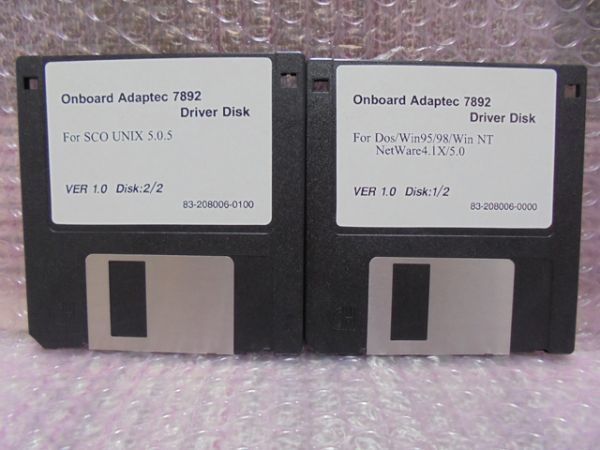 Onboard Adaptec 7892
Driver Disk
For SCO UNIX 5.0.5
VER 1.0 Disk:2/2
83-208006-0100
Onboard Adaptec 7892
Driver Disk
For Dos/Win95/98/Win NT
NetWare4.1X/5.0
VER 1.0 Disk:1/2
83-208006-0000